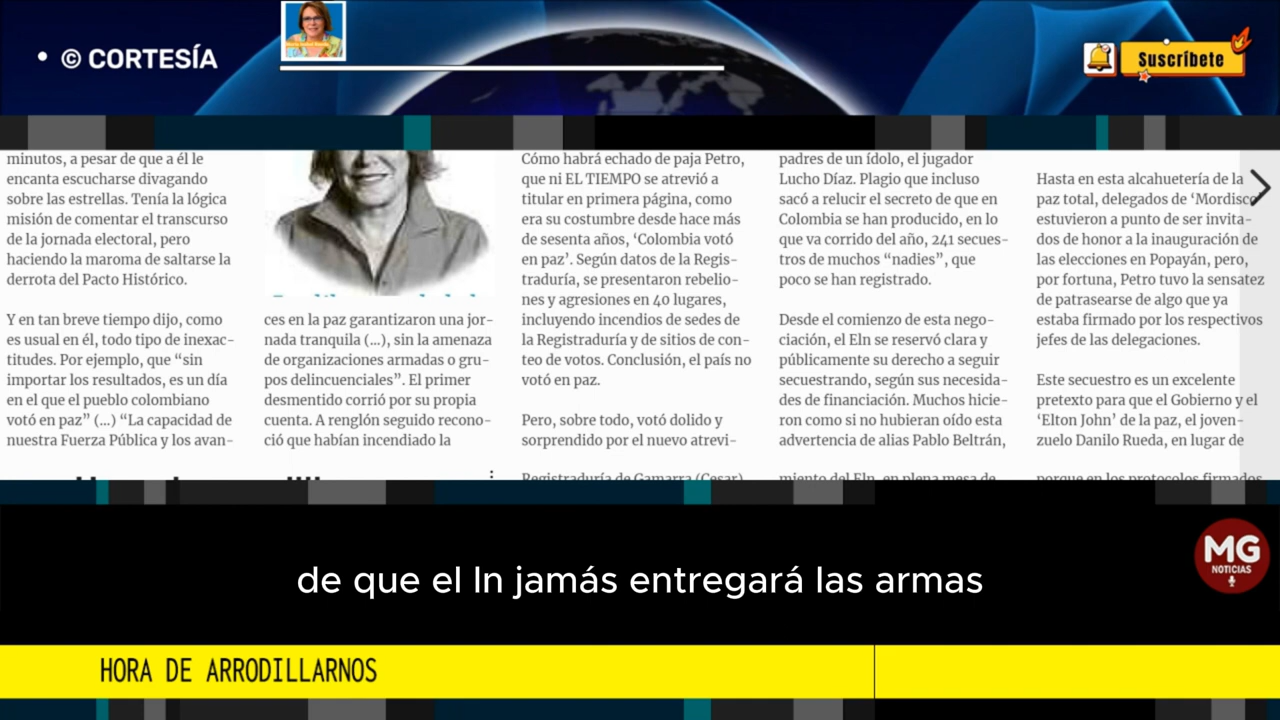 • © CORTESÍA
Suscríbete
minutos, a pesar de que a él le
encanta escucharse divagando
sobre las estrellas. Tenía la lógica
misión de comentar el transcurso
de la jornada electoral, pero
haciendo la maroma de saltarse la
derrota del Pacto Histórico.
Y en tan breve tiempo dijo, como
es usual en él, todo tipo de inexac-
titudes. Por ejemplo, que “sin
importar los resultados, es un día
en el que el pueblo colombiano
votó en paz” (...) “La capacidad de
nuestra Fuerza Pública y los avan-
ces en la paz garantizaron una jor-
nada tranquila (...), sin la amenaza
de organizaciones armadas o gru-
pos delincuenciales”. El primer
desmentido corrió por su propia
cuenta. A renglón seguido recono-
ció que habían incendiado la
Cómo habrá echado de paja Petro,
que ni EL TIEMPO se atrevió a
titular en primera página, como
era su costumbre desde hace más
de sesenta años, ‘Colombia votó
en paz’. Según datos de la Regis-
traduría, se presentaron rebelio-
nes y agresiones en 40 lugares,
incluyendo incendios de sedes de
la Registraduría y de sitios de con-
teo de votos. Conclusión, el país no
votó en paz.
Pero, sobre todo, votó dolido y
sorprendido por el nuevo atrevi-
Registraduría de Gamarra (Cesar)
padres de un ídolo, el jugador
Lucho Díaz. Plagio que incluso
sacó a relucir el secreto de que en
Colombia se han producido, en lo
que va corrido del año, 241 secues-
tros de muchos “nadies”, que
poco se han registrado.
Desde el comienzo de esta nego-
ciación, el Eln se reservó clara y
públicamente su derecho a seguir
secuestrando, según sus necesida-
des de financiación. Muchos hicie-
ron como si no hubieran oído esta
advertencia de alias Pablo Beltrán,
miento del Eln, en plena mesa de
Hasta en esta alcahuetería de la
paz total, delegados de ‘Mordisco
estuvieron a punto de ser invita-
dos de honor a la inauguración de
las elecciones en Popayán, pero,
por fortuna, Petro tuvo la sensatez
de patrasearse de algo que ya
estaba firmado por los respectivos
jefes de las delegaciones.
Este secuestro es un excelente
pretexto para que el Gobierno y el
‘Elton John’ de la paz, el joven-
zuelo Danilo Rueda, en lugar de
porque en los protocolos firmados
de que el ln jamás entregará las armas
MG
NOTICIAS
HORA DE ARRODILLARNOS